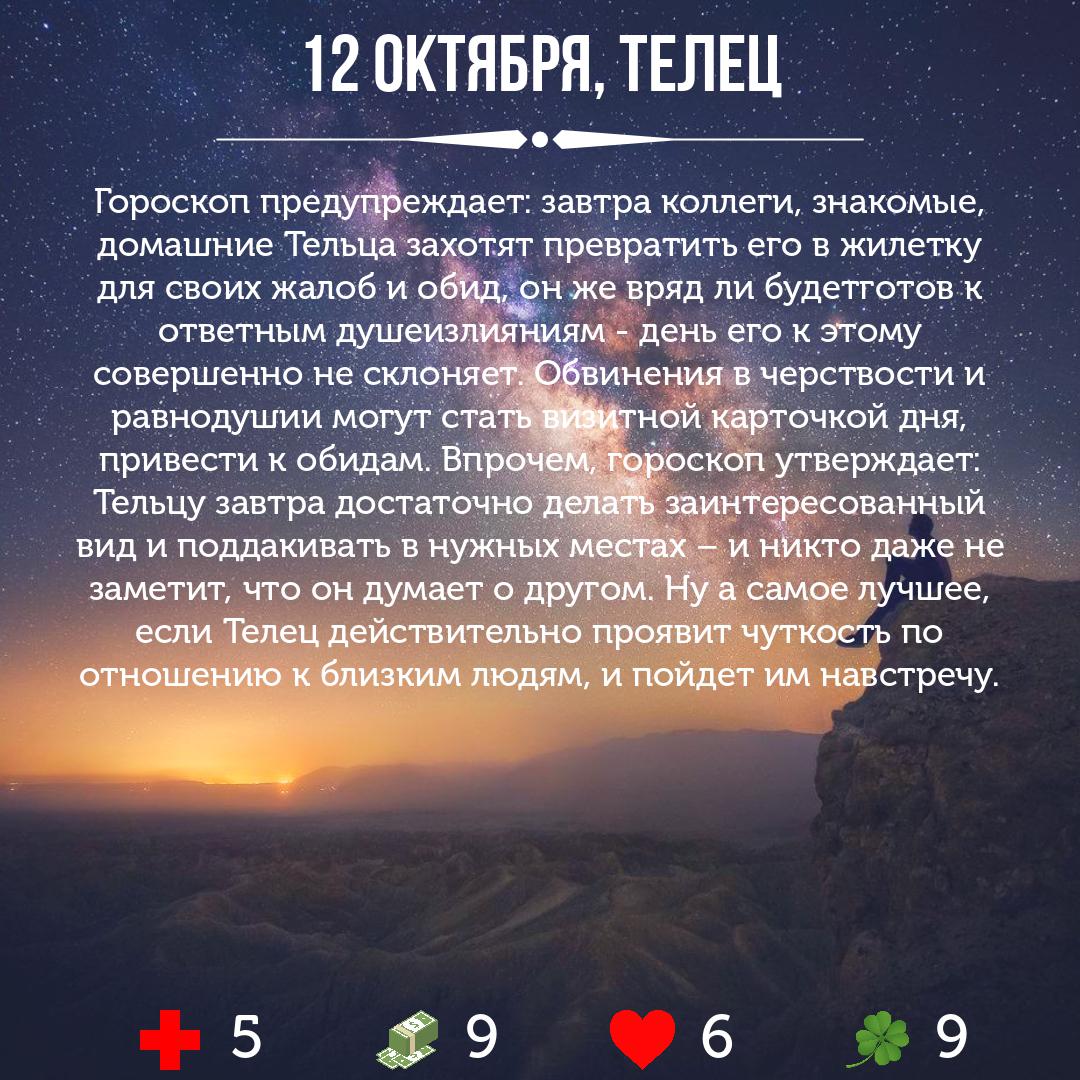 12 ОКТЯБРЯ, ТЕЛЕЦ
Гороскоп предупреждает: завтра коллеги, знакомые,
домашние Тельца захотят превратить его в жилетку
для своих жалоб и обид, он же вряд ли будетготов к
ответным душеизлияниям - день его к этому
совершенно не склоняет. Обвинения в черствости и
равнодушии могут стать визитной карточкой дня,
привести к обидам. Впрочем, гороскоп утверждает:
Тельцу завтра достаточно делать заинтересованный
вид и поддакивать в нужных местах – и никто даже не
заметит, что он думает о другом. Ну а самое лучшее,
если Телец действительно проявит чуткость по
отношению к близким людям, и пойдет им навстречу.
5 9 6 9